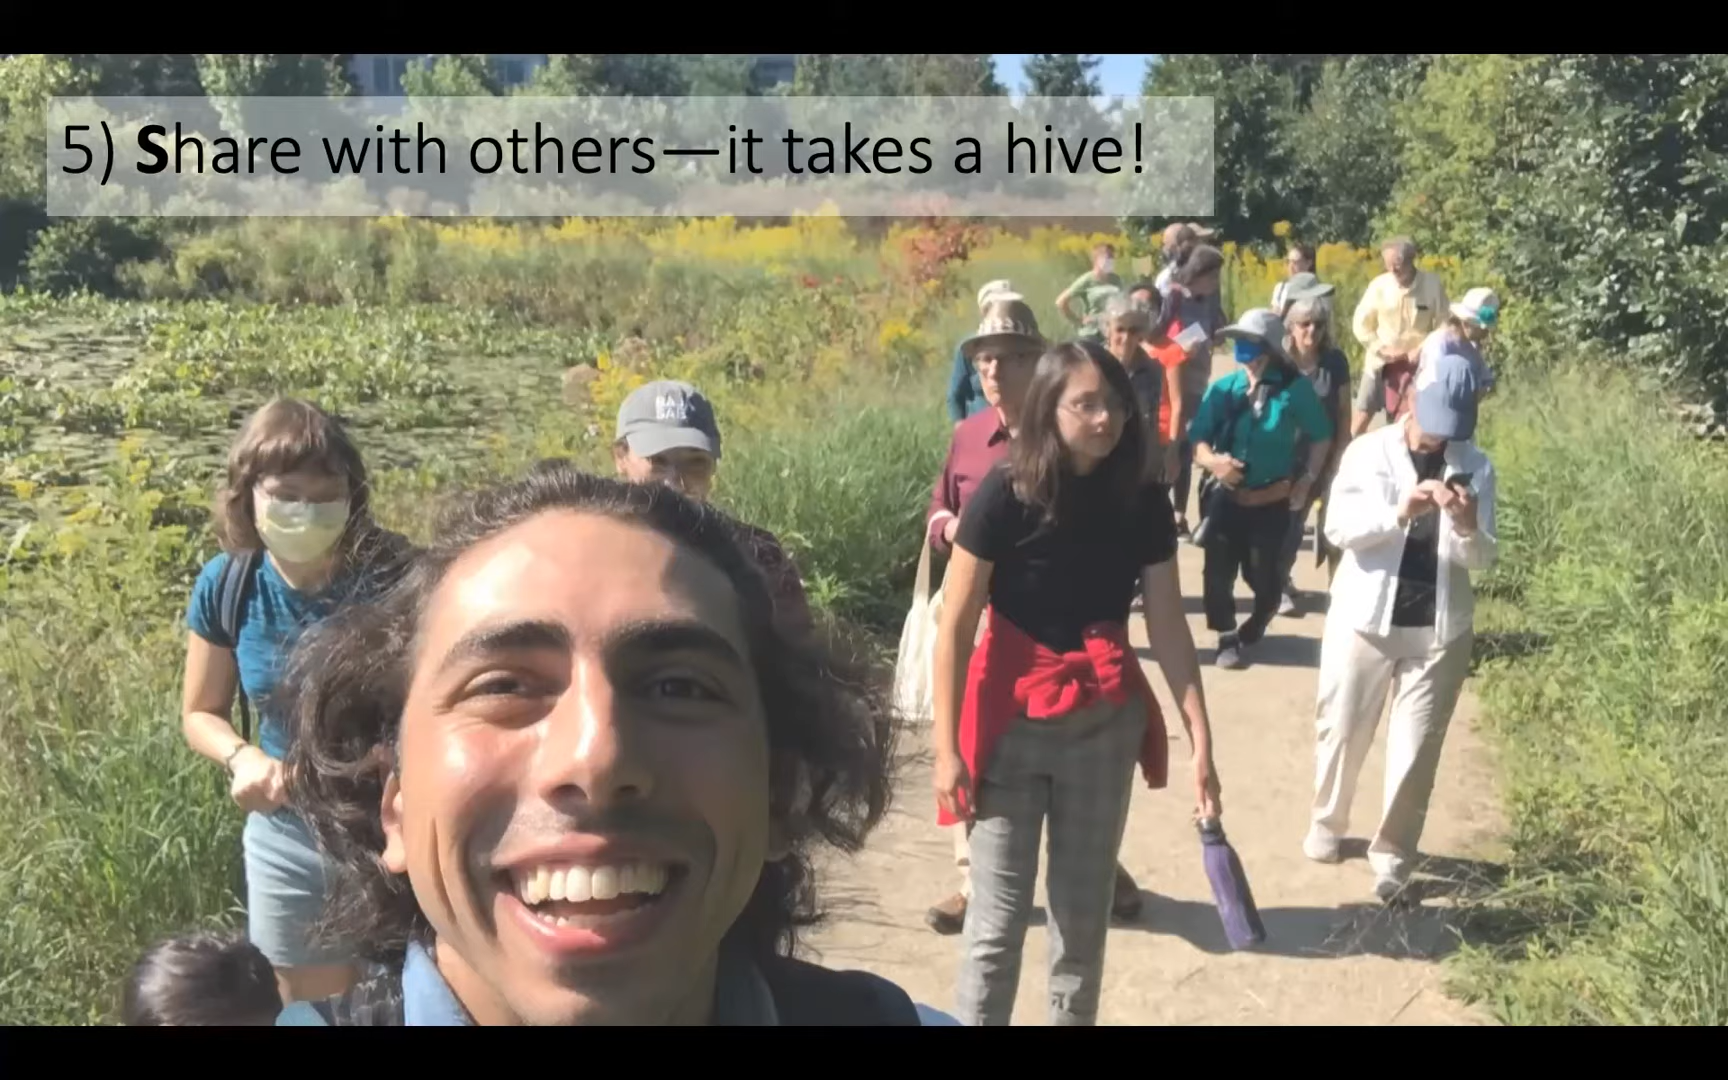 5) Share with others—it takes a hive!